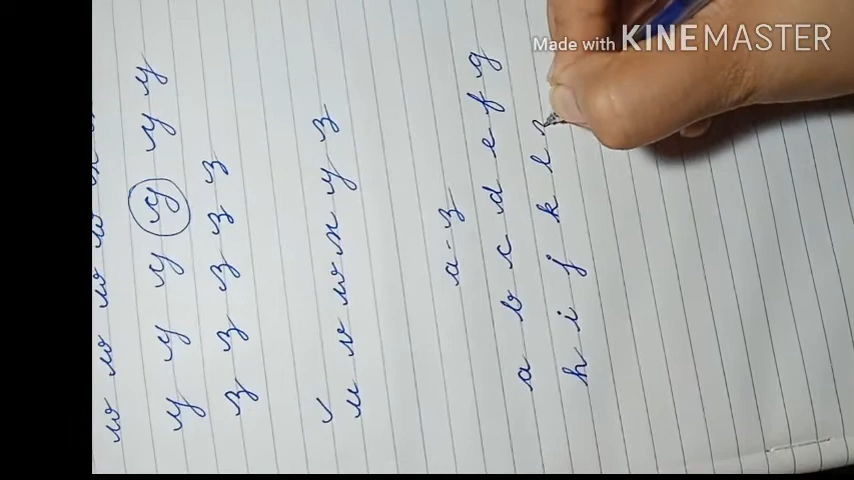 w w w w w
y y y y y y y
z z z z z
u v w x y z
a - z
a b c d e f g
h i j k l
Made with KINEMASTER